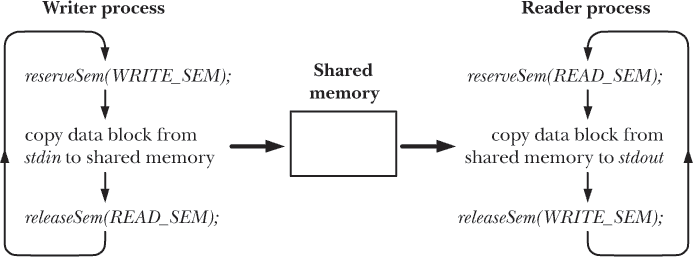 Writer process
reserveSem(WRITE_SEM);
copy data block from
stdin to shared memory
releaseSem(READ_SEM);
Shared
memory
Reader process
reserveSem(READ_SEM);
copy data block from
shared memory to stdout
releaseSem(WRITE_SEM);